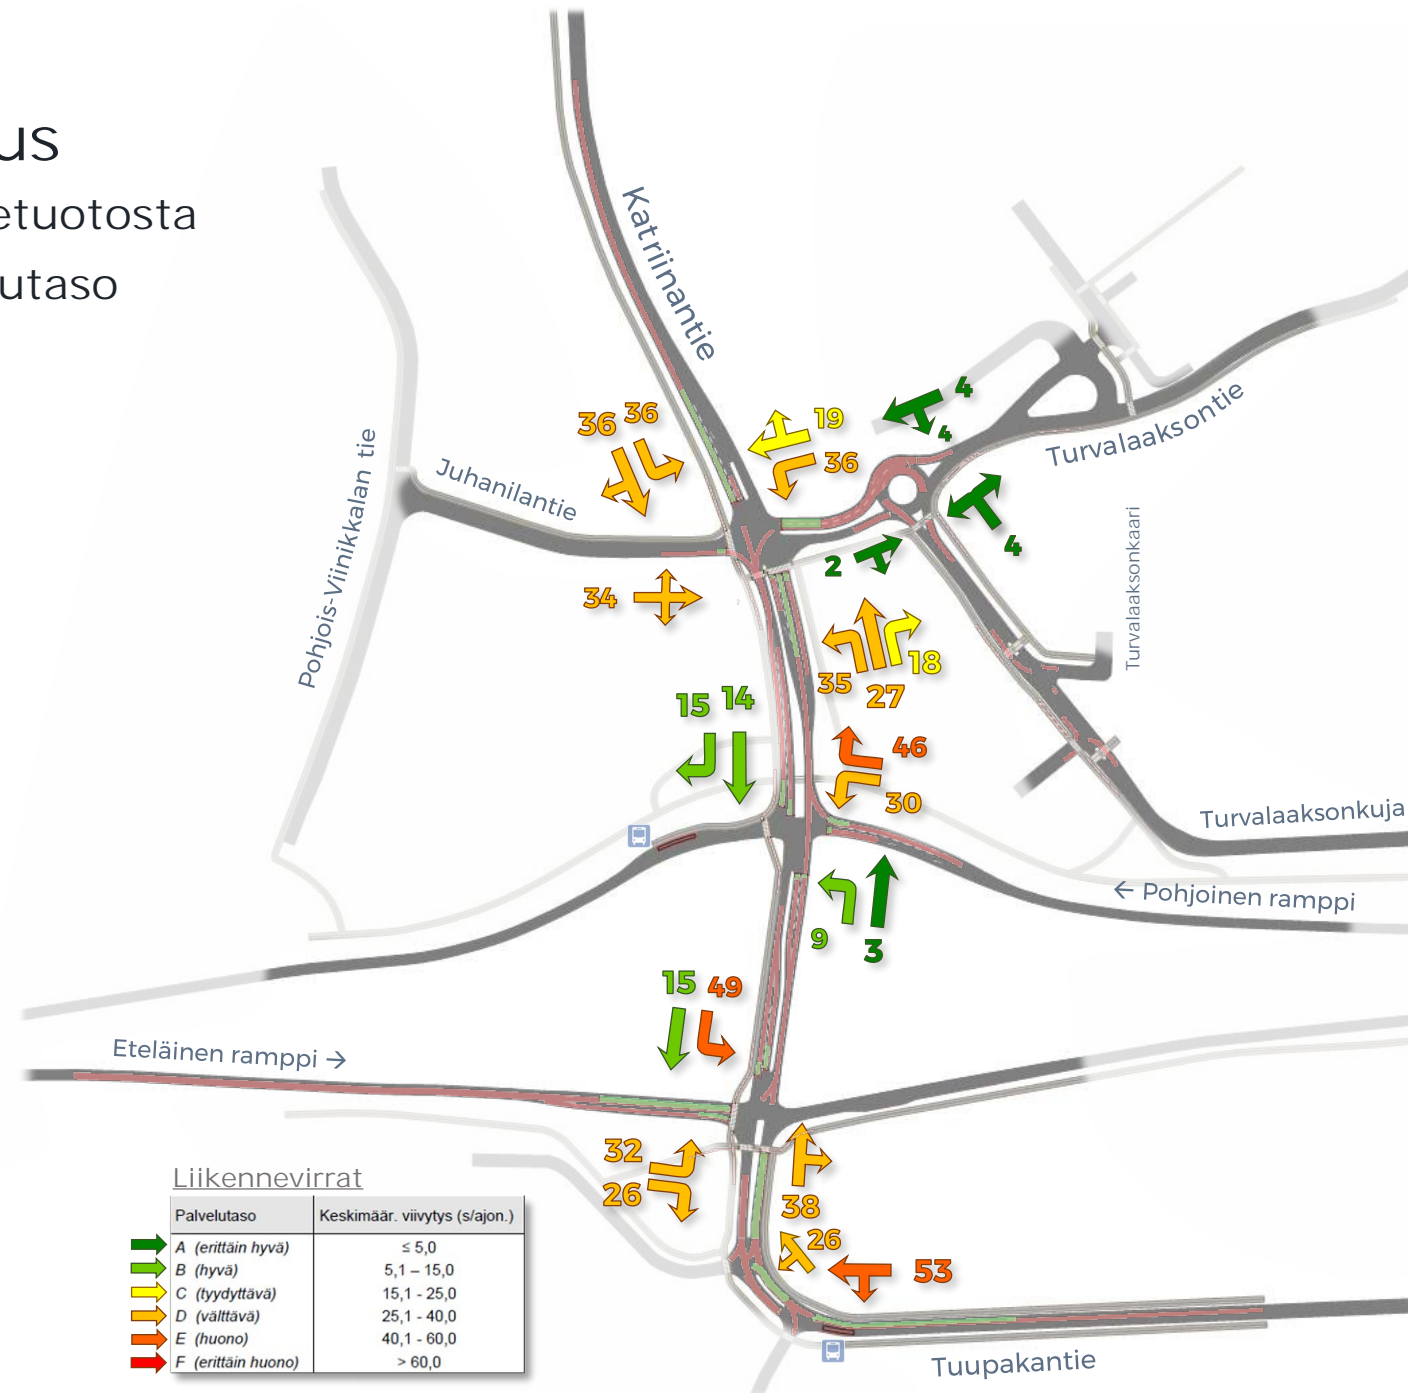 us
etuotosta
utaso
Katriinantie
4
4
Turvalaaksontie
36 36
19
36
Juhanilantie
Pohjois-Viinikkalan tie
4
2
Turvalaaksonkaari
34
35
27
18
15 14
46
30
Turvalaaksonkuja
← Pohjoinen ramppi
9
3
15 49
Eteläinen ramppi →
32
26
38
26
53
Tuupakantie
Liikennevirrat
Palvelutaso Keskimäär. viivytys (s/ajon.)
A (erittäin hyvä) ≤ 5,0
B (hyvä) 5,1 – 15,0
C (tyydyttävä) 15,1 - 25,0
D (välttävä) 25,1 - 40,0
E (huono) 40,1 - 60,0
F (erittäin huono) > 60,0